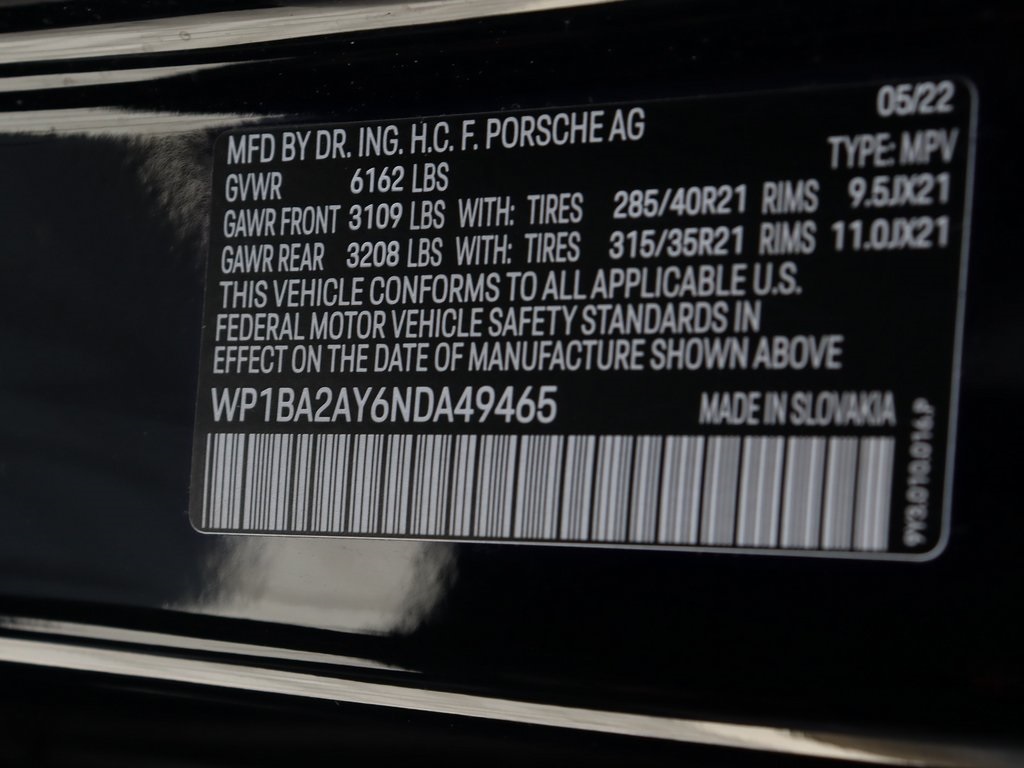 05/22
MFD BY DR. ING. H.C. F. PORSCHE AG
TYPE: MPV
GVWR 6162 LBS
GAWR FRONT 3109 LBS WITH: TIRES 285/40R21 RIMS 9.5JX21
GAWR REAR 3208 LBS WITH: TIRES 315/35R21 RIMS 11.0JX21
THIS VEHICLE CONFORMS TO ALL APPLICABLE U.S.
FEDERAL MOTOR VEHICLE SAFETY STANDARDS IN
EFFECT ON THE DATE OF MANUFACTURE SHOWN ABOVE
WP1BA2AY6NDA49465 MADE IN SLOVAKIA
9Y3.010.016.P